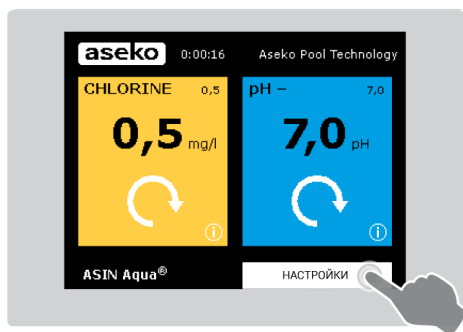 aseko 0:00:16 Aseko Pool Technology
CHLORINE 0,5 pH – 7,0
0,5 mg/l 7,0 pH
i i
ASIN Aqua® НАСТРОЙКИ